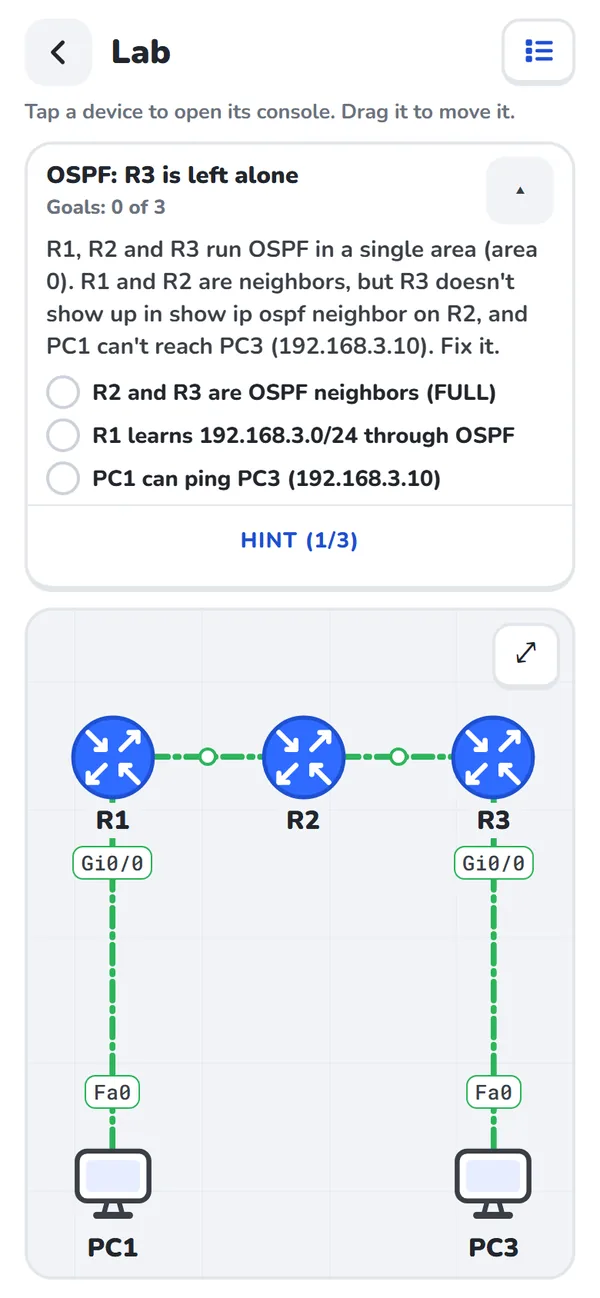 Lab
Tap a device to open its console. Drag it to move it.
OSPF: R3 is left alone
Goals: 0 of 3
R1, R2 and R3 run OSPF in a single area (area
0). R1 and R2 are neighbors, but R3 doesn't
show up in show ip ospf neighbor on R2, and
PC1 can't reach PC3 (192.168.3.10). Fix it.
R2 and R3 are OSPF neighbors (FULL)
R1 learns 192.168.3.0/24 through OSPF
PC1 can ping PC3 (192.168.3.10)
HINT (1/3)
R1
R2
R3
Gi0/0
Gi0/0
Fa0
Fa0
PC1
PC3